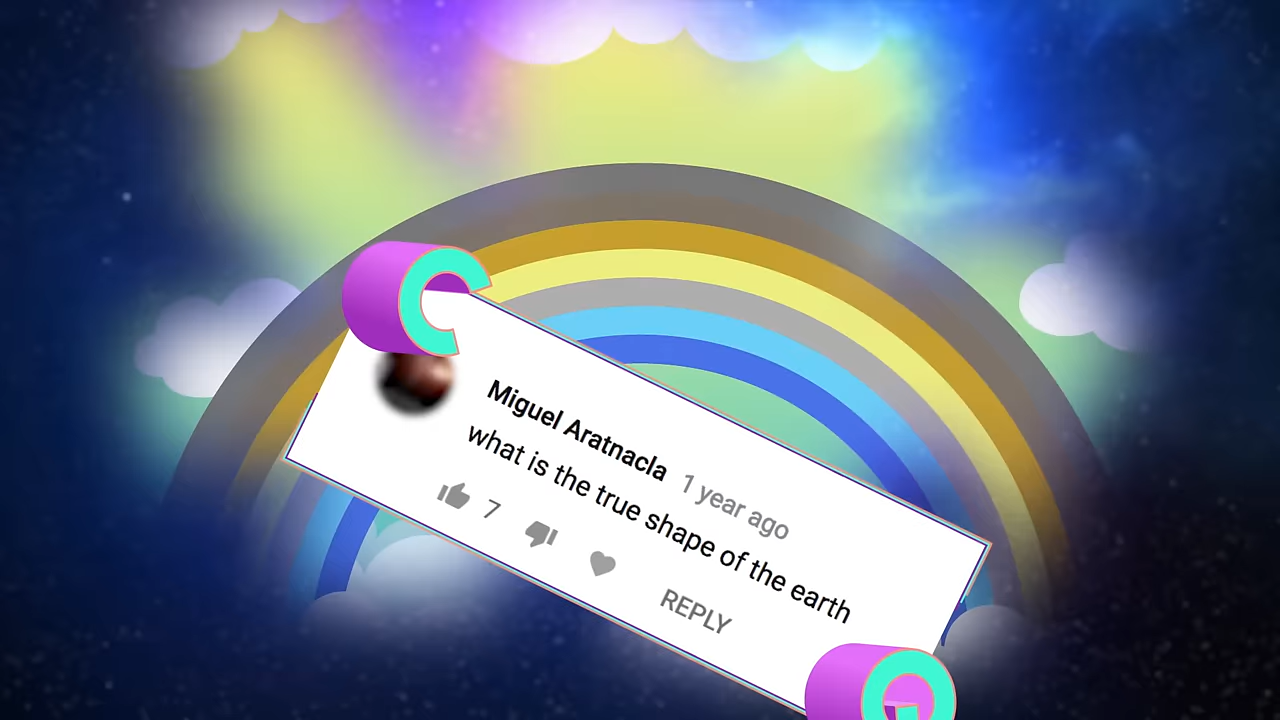 Miguel Aratnacla 1 year ago
what is the true shape of the earth
7 REPLY
C
Q